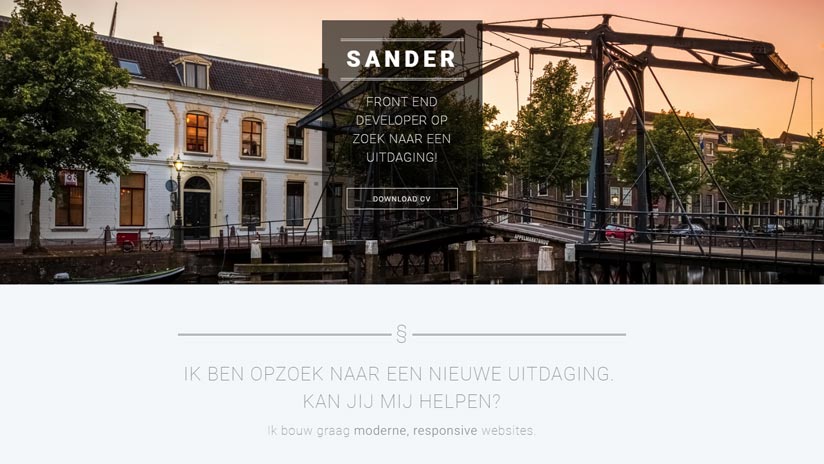 SANDER
FRONT END
DEVELOPER OP
ZOEK NAAR EEN
UITDAGING!
DOWNLOAD CV
APPELMARKTBRUG
§
IK BEN OPZOEK NAAR EEN NIEUWE UITDAGING.
KAN JIJ MIJ HELPEN?
Ik bouw graag moderne, responsive websites.